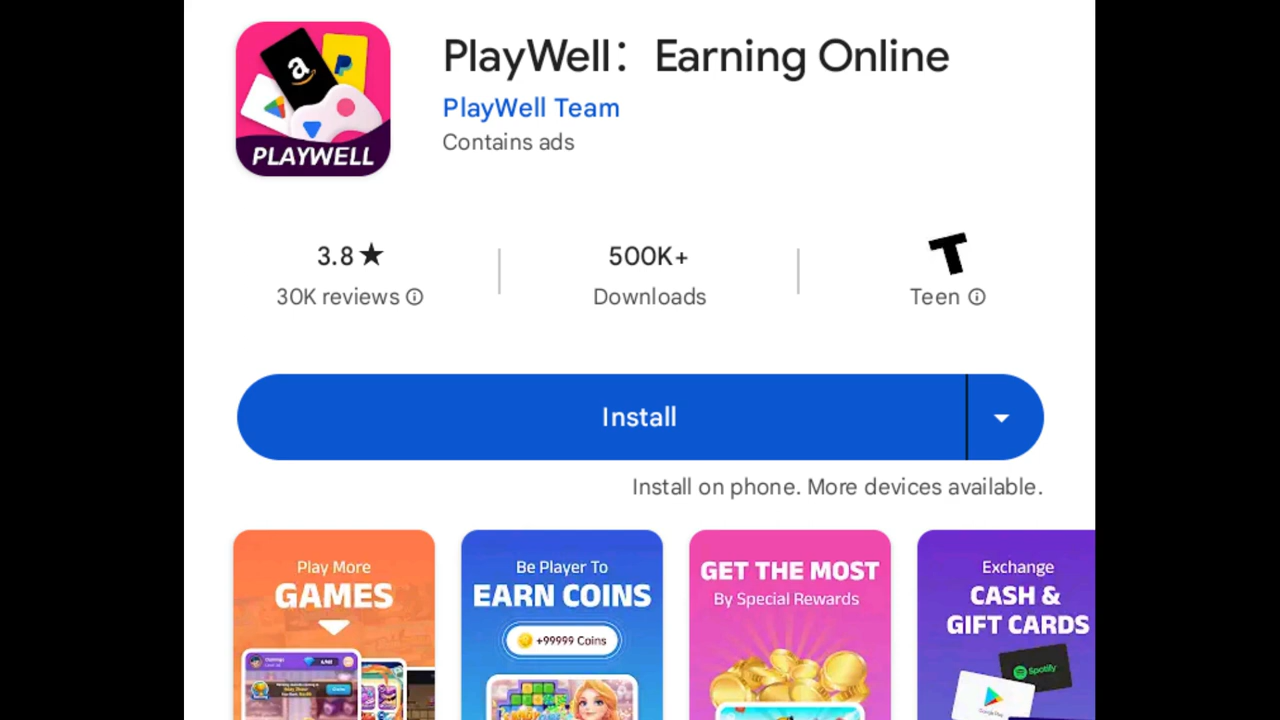 PLAYWELL
PlayWell: Earning Online
PlayWell Team
Contains ads
3.8★
30K reviews
500K+
Downloads
T
Teen
Install
Install on phone. More devices available.
Play More
GAMES
Be Player To
EARN COINS
+99999 Coins
GET THE MOST
By Special Rewards
Exchange
CASH &
GIFT CARDS
Spotify
Google Play